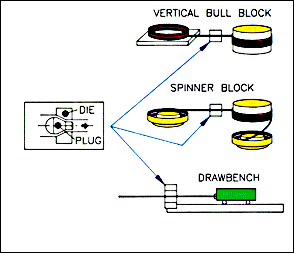 VERTICAL BULL BLOCK
SPINNER BLOCK
DIE
PLUG
DRAWBENCH